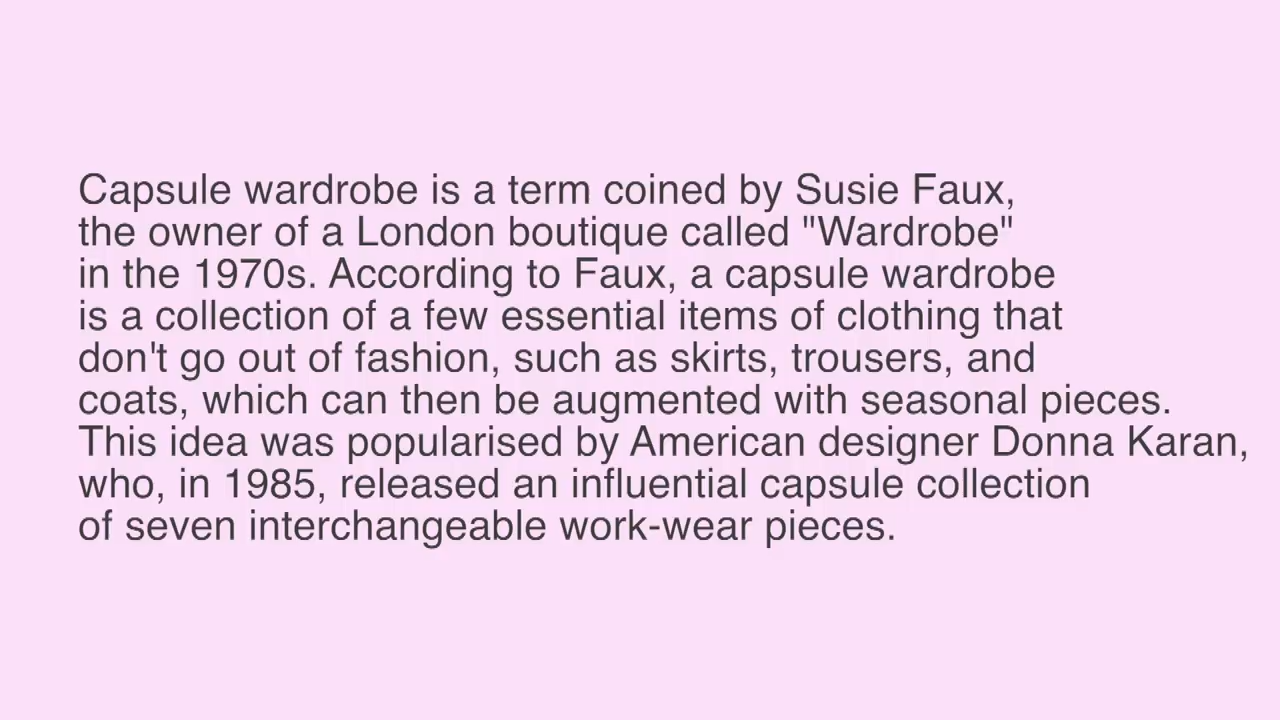 Capsule wardrobe is a term coined by Susie Faux,
the owner of a London boutique called "Wardrobe"
in the 1970s. According to Faux, a capsule wardrobe
is a collection of a few essential items of clothing that
don't go out of fashion, such as skirts, trousers, and
coats, which can then be augmented with seasonal pieces.
This idea was popularised by American designer Donna Karan,
who, in 1985, released an influential capsule collection
of seven interchangeable work-wear pieces.